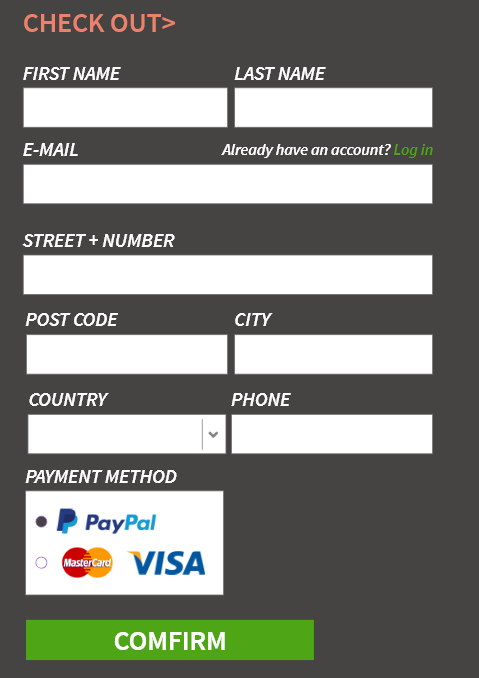 CHECK OUT>
FIRST NAME LAST NAME
E-MAIL Already have an account? Log in
STREET + NUMBER
POST CODE CITY
COUNTRY PHONE
PAYMENT METHOD
PayPal
MasterCard VISA
COMFIRM